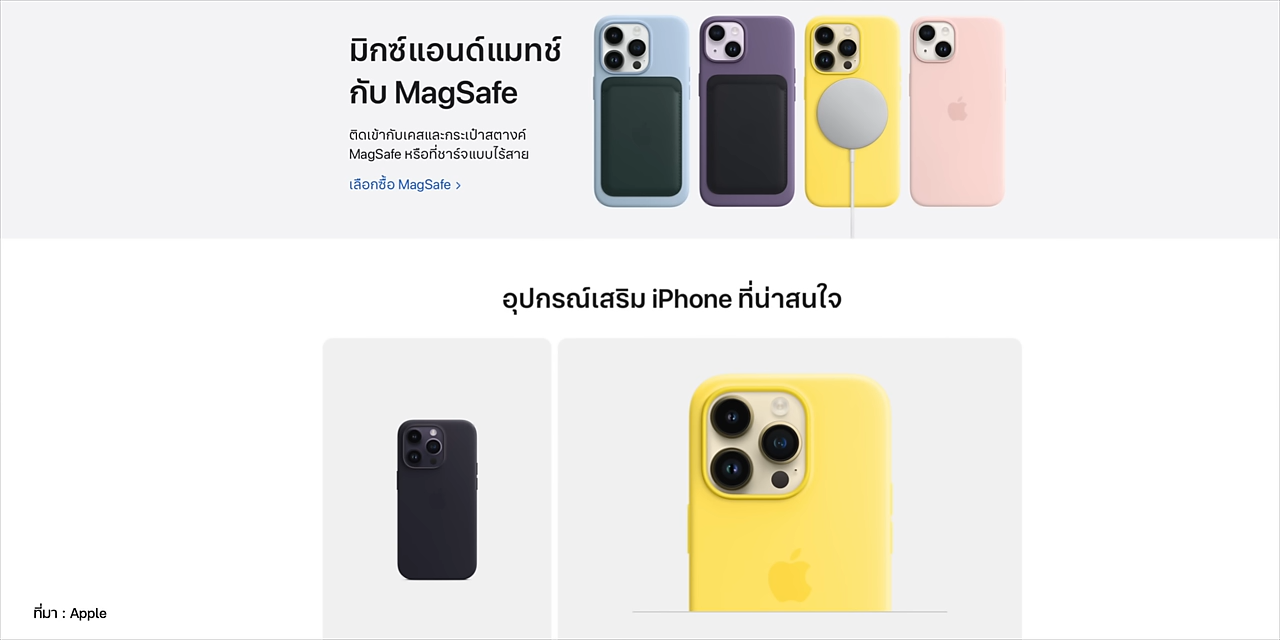 มิกซ์แอนด์แมทช์
กับ MagSafe
ติดเข้ากับเคสและกระเป๋าสตางค์
MagSafe หรือที่ชาร์จแบบไร้สาย
เลือกซื้อ MagSafe >
อุปกรณ์เสริม iPhone ที่น่าสนใจ
ที่มา : Apple